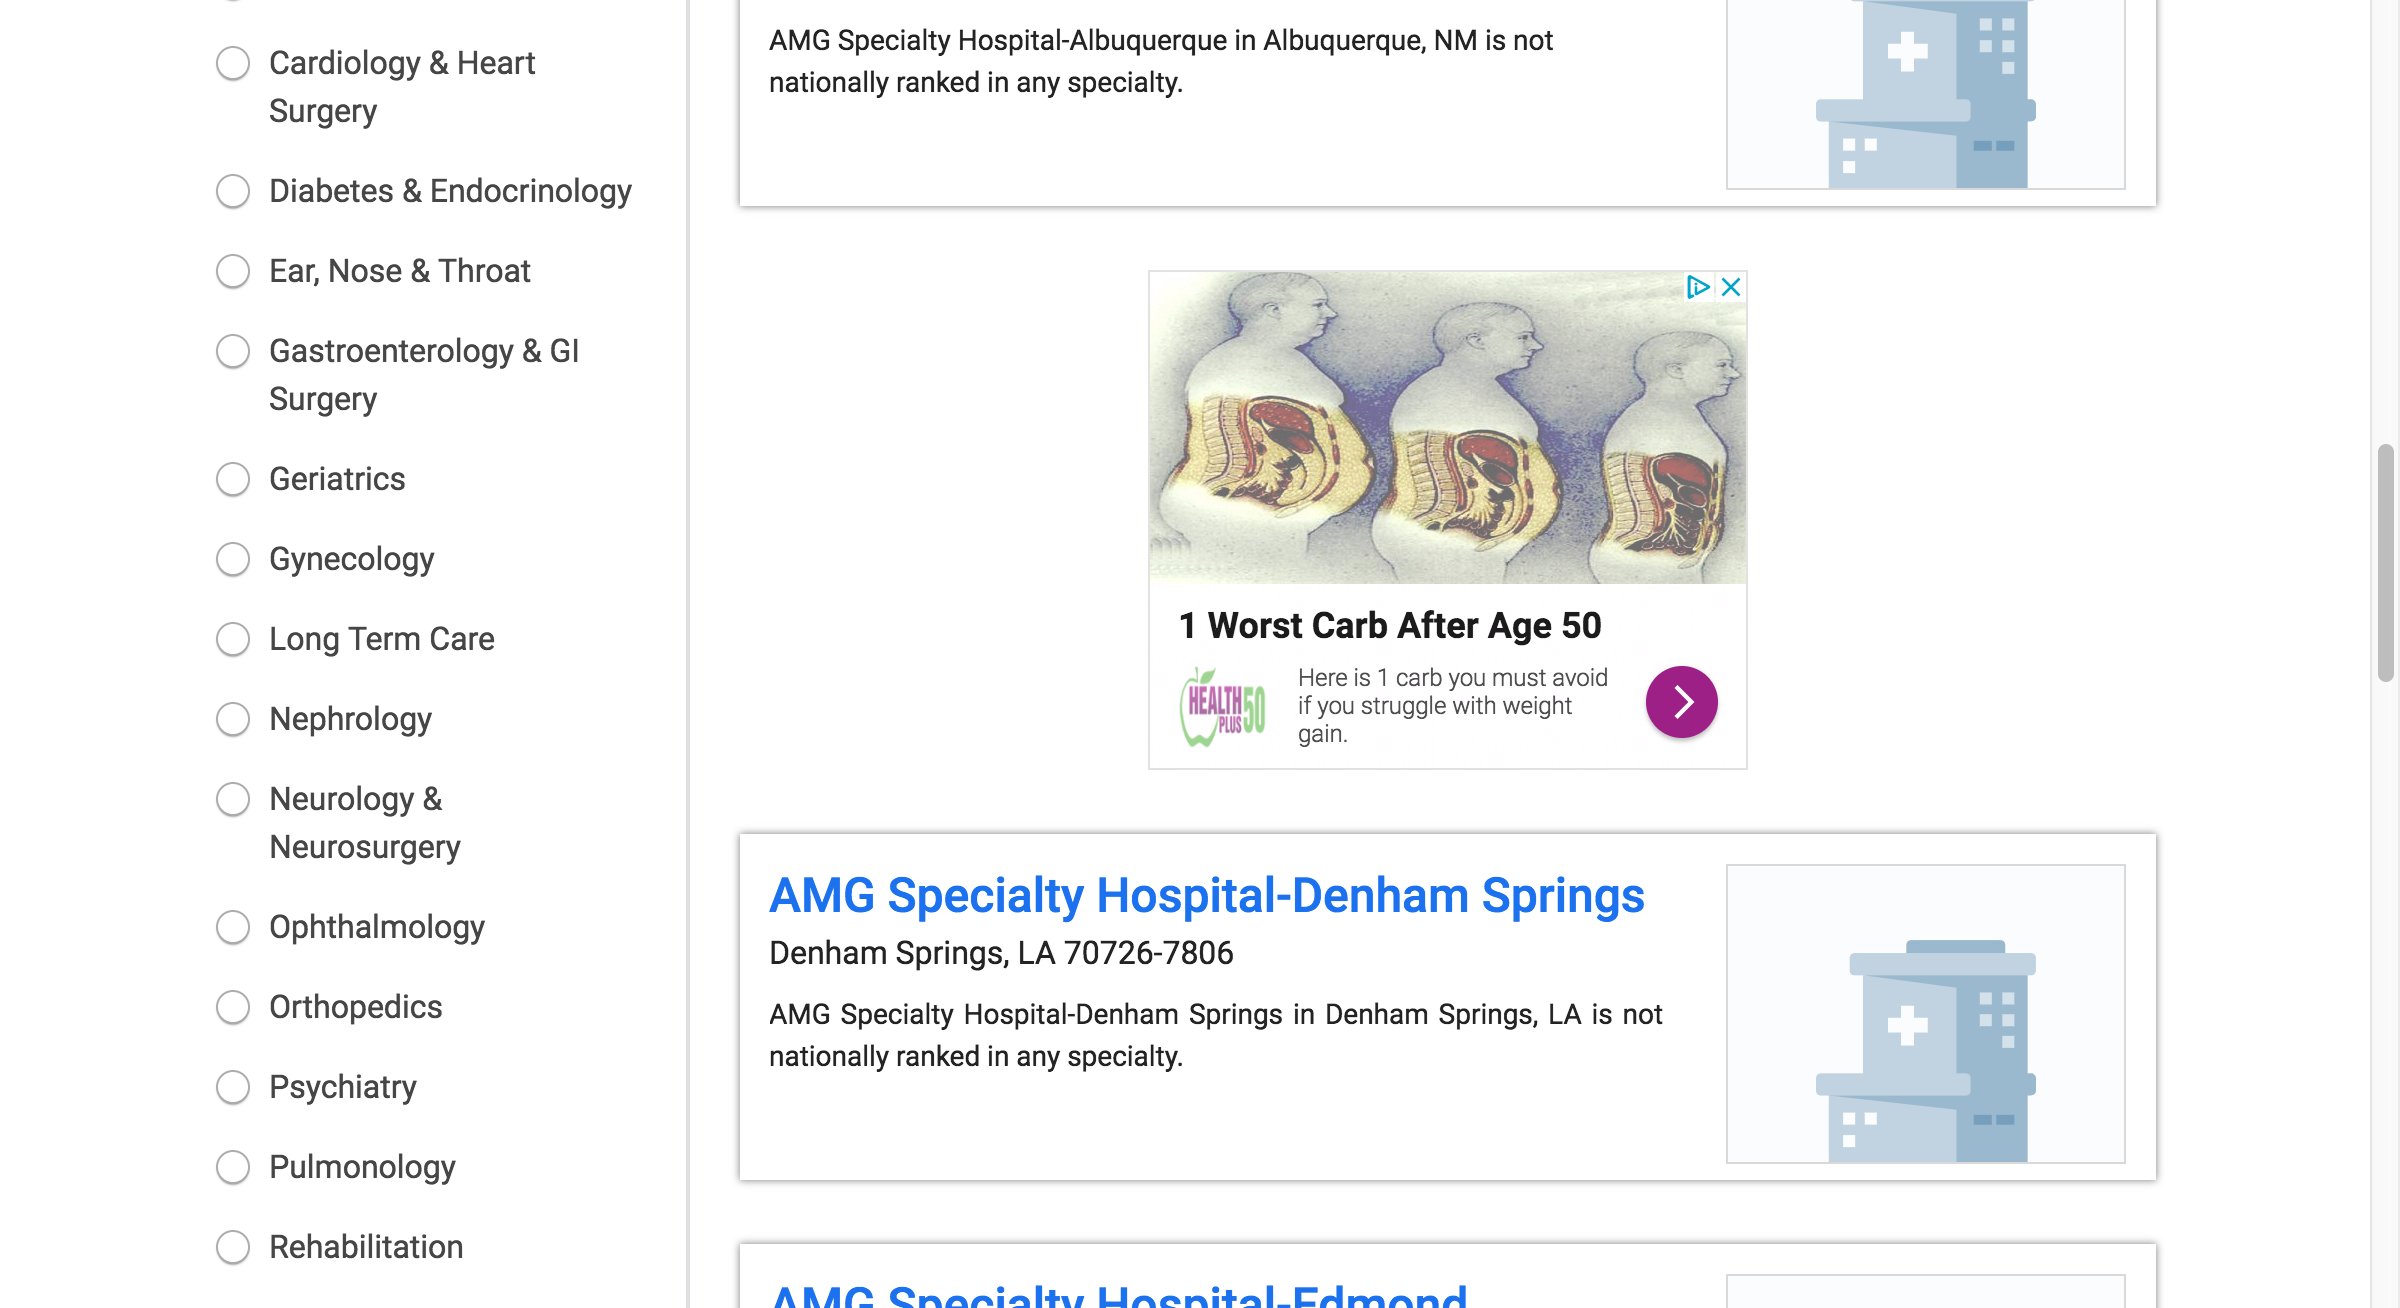 Cardiology & Heart
Surgery
Diabetes & Endocrinology
Ear, Nose & Throat
Gastroenterology & GI
Surgery
Geriatrics
Gynecology
Long Term Care
Nephrology
Neurology &
Neurosurgery
Ophthalmology
Orthopedics
Psychiatry
Pulmonology
Rehabilitation
AMG Specialty Hospital-Albuquerque in Albuquerque, NM is not
nationally ranked in any specialty.
1 Worst Carb After Age 50
HEALTH
PLUS 50
Here is 1 carb you must avoid
if you struggle with weight
gain.
AMG Specialty Hospital-Denham Springs
Denham Springs, LA 70726-7806
AMG Specialty Hospital-Denham Springs in Denham Springs, LA is not
nationally ranked in any specialty.
AMG Specialty Hospital-Edmond